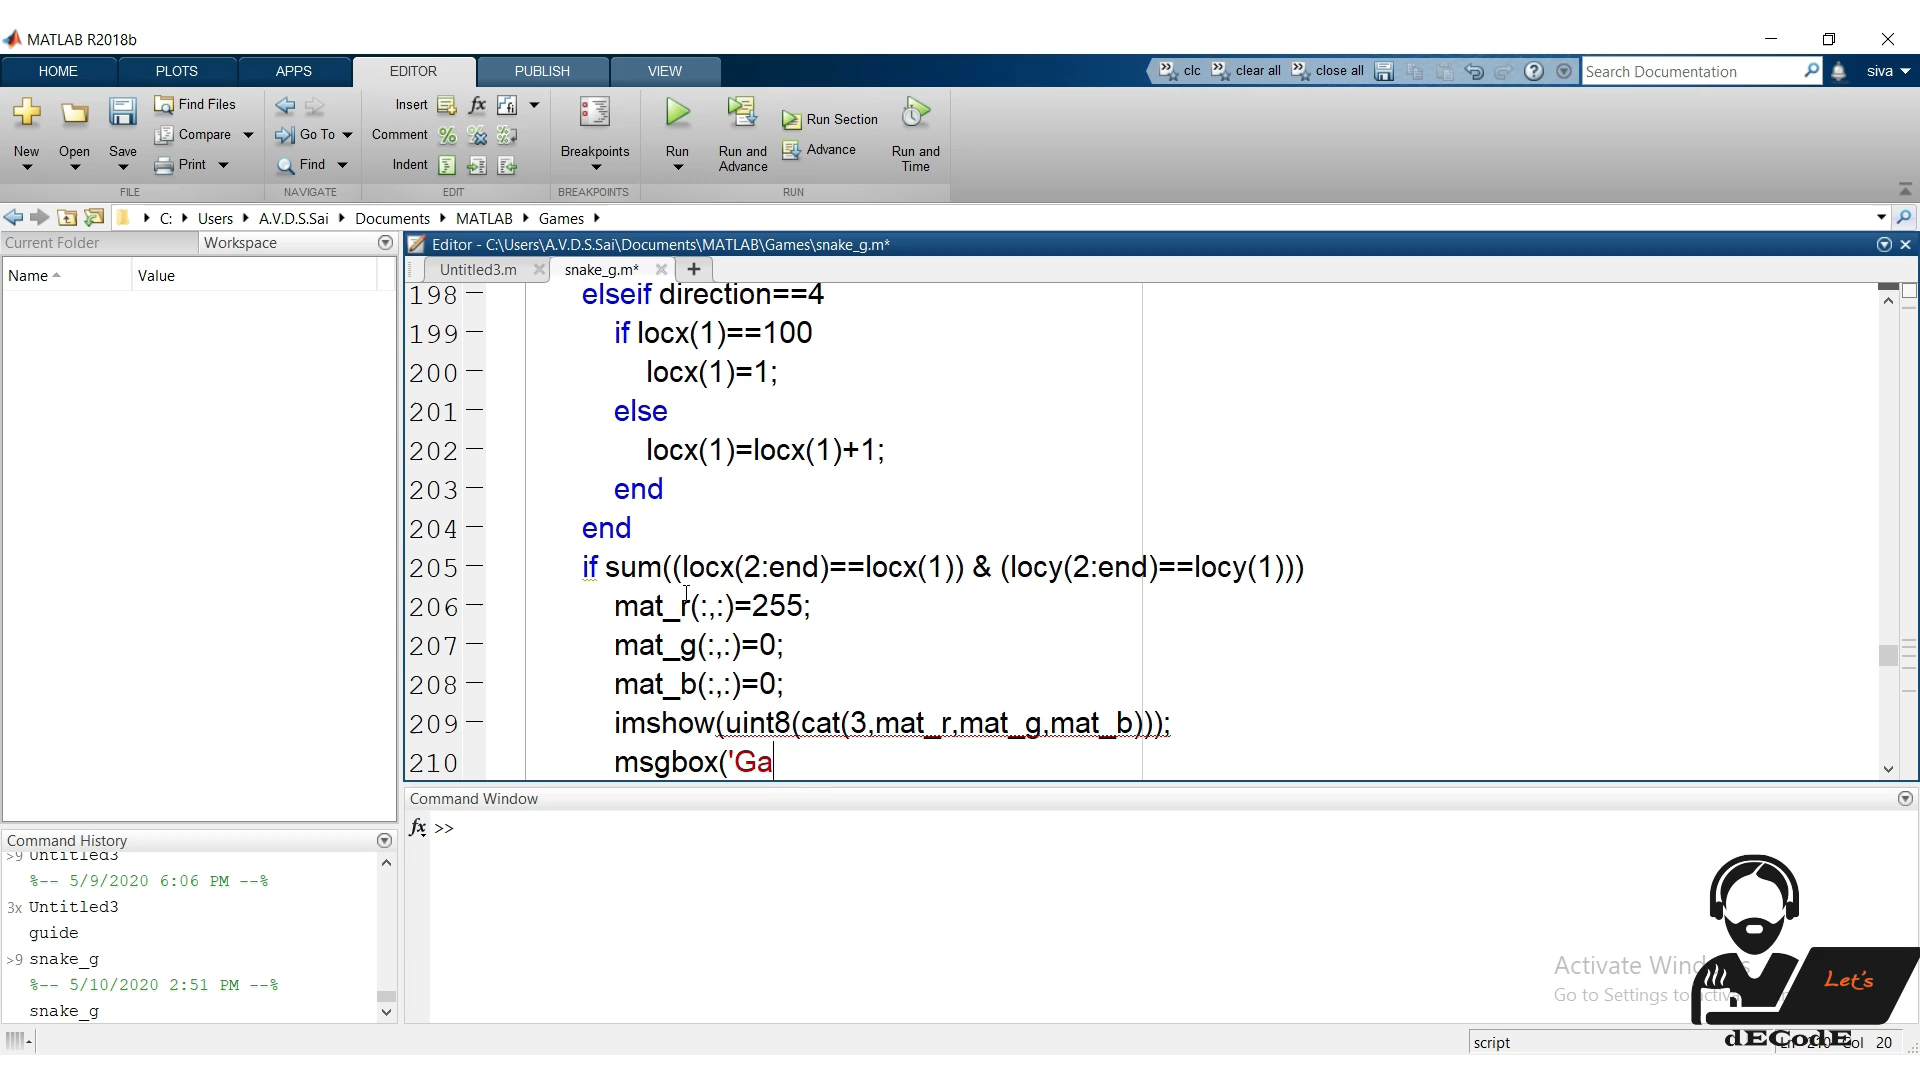 MATLAB R2018b
HOME PLOTS APPS EDITOR PUBLISH VIEW clc clear all close all Search Documentation siva
Find Files Insert fx Run Section
Compare Go To Comment Advance
New Open Save Print Find Indent Breakpoints Run Run and Advance Run and Time
FILE NAVIGATE EDIT BREAKPOINTS RUN
C: Users A.V.D.S.Sai Documents MATLAB Games
Current Folder Workspace
Name Value
Editor - C:\Users\A.V.D.S.Sai\Documents\MATLAB\Games\snake_g.m*
Untitled3.m snake_g.m*
198 elseif direction==4
199 if locx(1)==100
200 locx(1)=1;
201 else
202 locx(1)=locx(1)+1;
203 end
204 end
205 if sum((locx(2:end)==locx(1)) & (locy(2:end)==locy(1)))
206 mat_r(:,:)=255;
207 mat_g(:,:)=0;
208 mat_b(:,:)=0;
209 imshow(uint8(cat(3,mat_r,mat_g,mat_b)));
210 msgbox('Ga
Command Window
fx >>
Command History
>9 Untitled3
%-- 5/9/2020 6:06 PM --%
3x Untitled3
guide
>9 snake_g
%-- 5/10/2020 2:51 PM --%
snake_g
Activate
Go to Settings to
Let's
dECodE
script Ln 210 Col 20